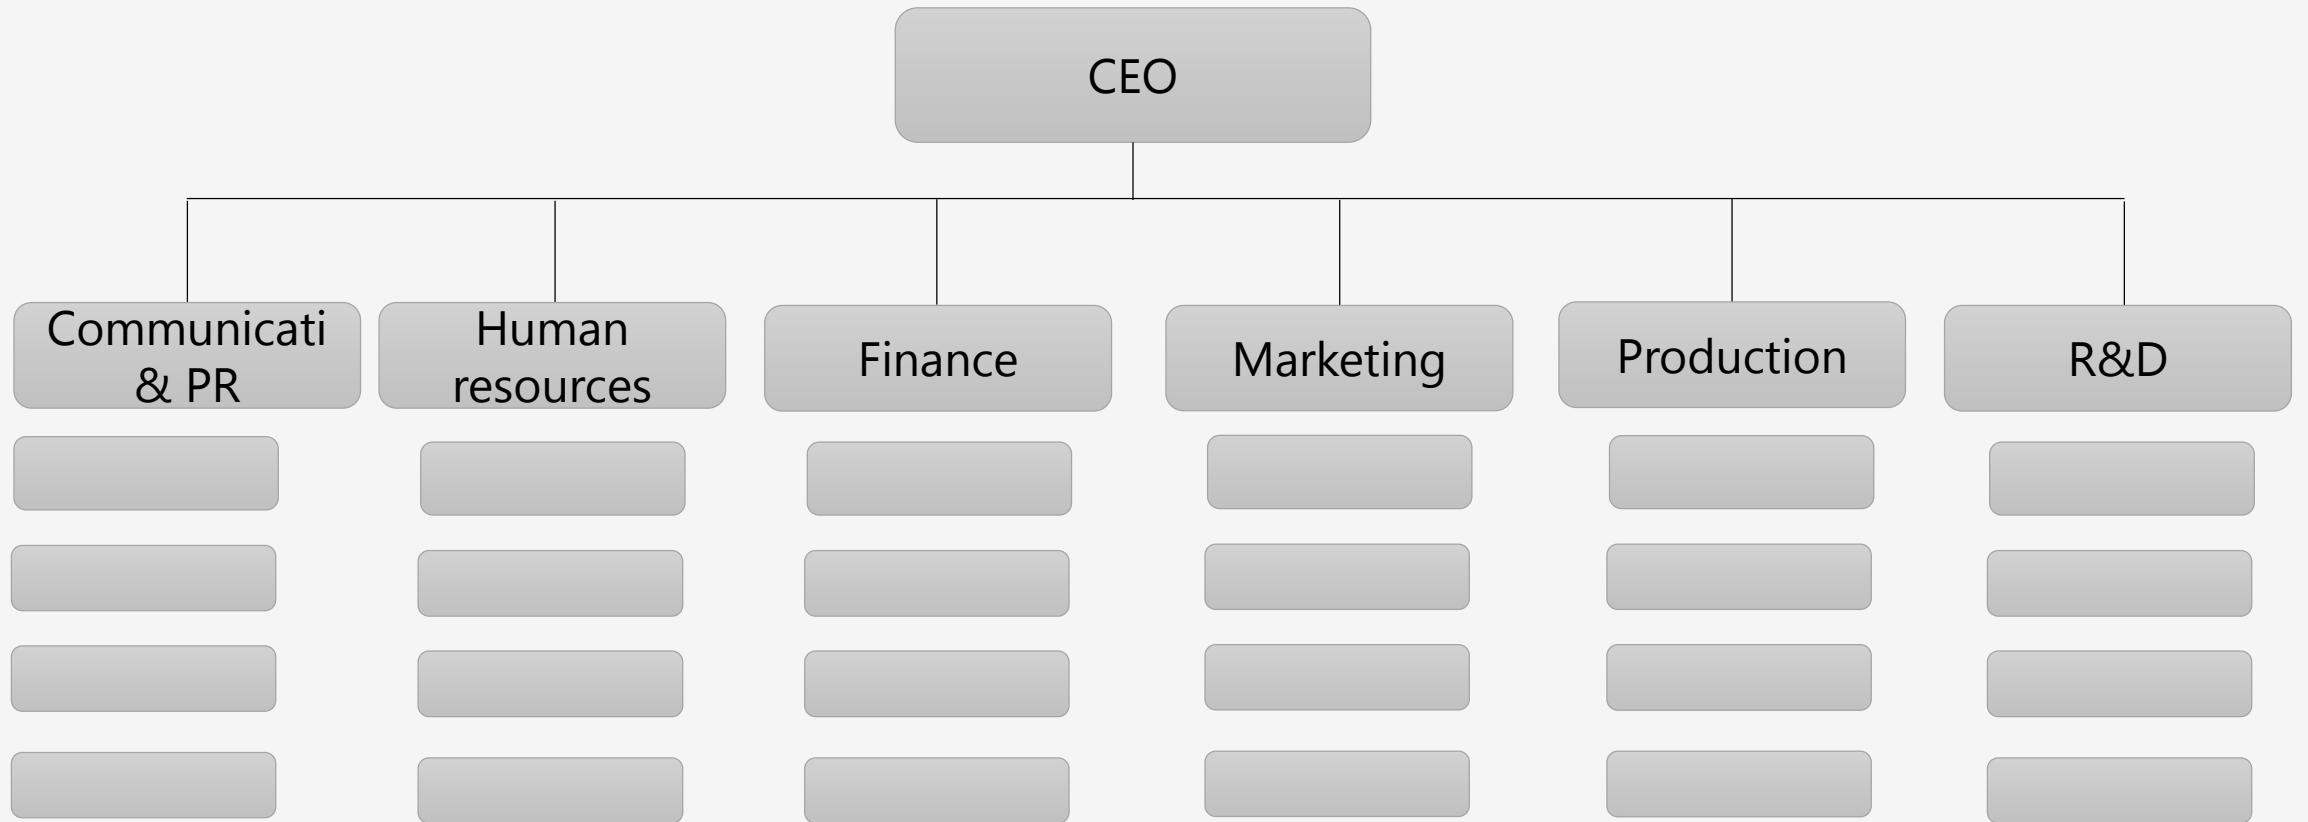 CEO
Communicati
& PR
Human
resources
Finance
Marketing
Production
R&D